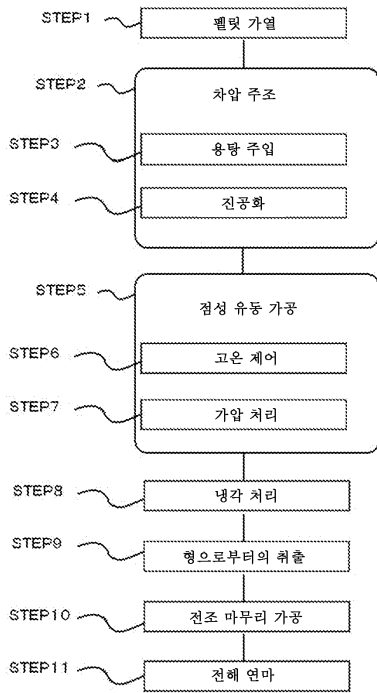 STEP1
펠릿 가열
STEP2
차압 주조
STEP3
용탕 주입
STEP4
진공화
STEP5
점성 유동 가공
STEP6
고온 제어
STEP7
가압 처리
STEP8
냉각 처리
STEP9
형으로부터의 취출
STEP10
전조 마무리 가공
STEP11
전해 연마